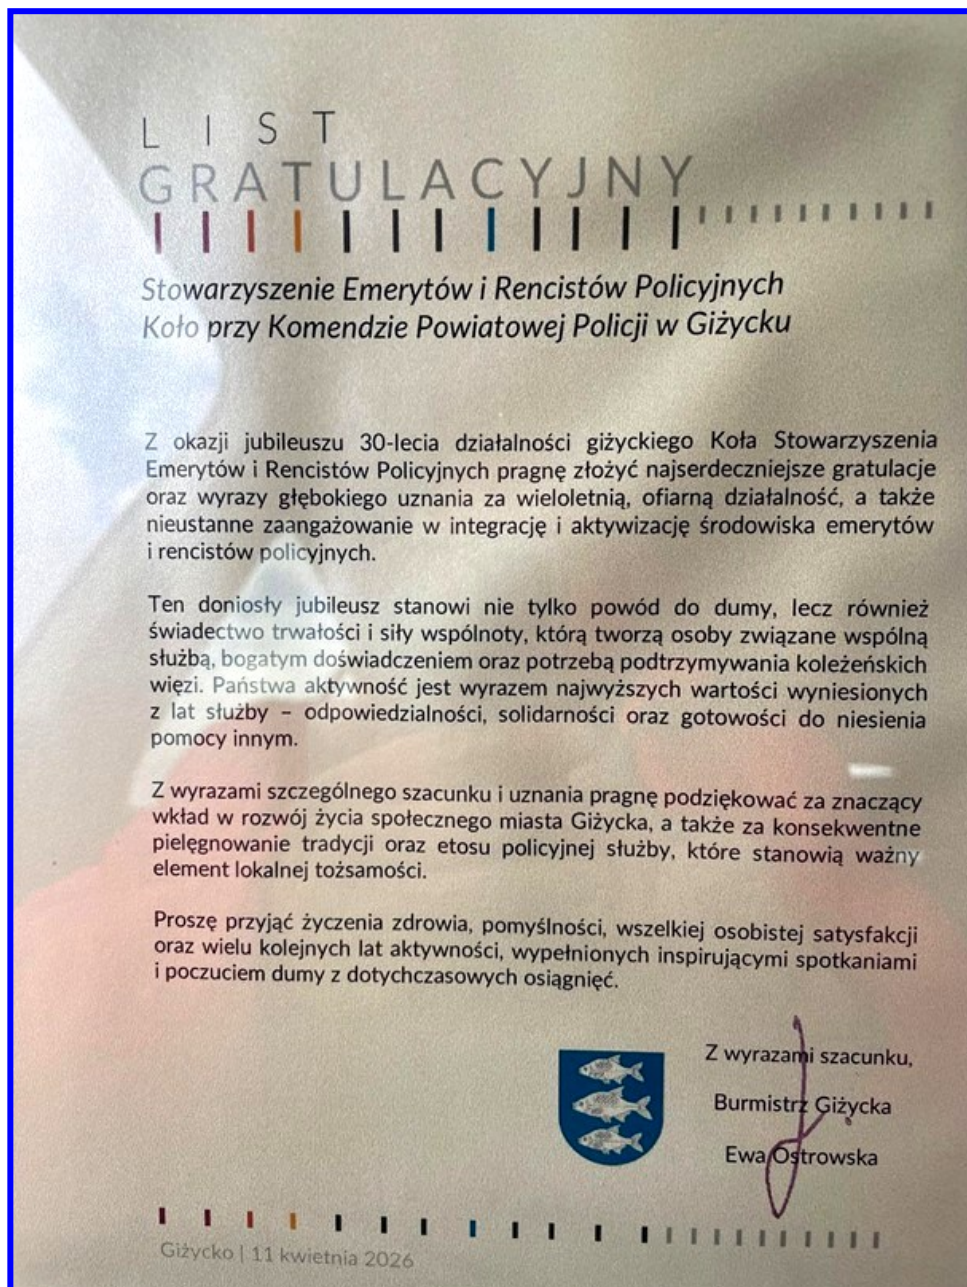 LIST
GRATULACYJNY
Stowarzyszenie Emerytów i Rencistów Policyjnych
Koło przy Komendzie Powiatowej Policji w Giżycku
Z okazji jubileuszu 30-lecia działalności giżyckiego Koła Stowarzyszenia
Emerytów i Rencistów Policyjnych pragnę złożyć najserdeczniejsze gratulacje
oraz wyrazy głębokiego uznania za wieloletnią, ofiarną działalność, a także
nieustanne zaangażowanie w integrację i aktywizację środowiska emerytów
i rencistów policyjnych.
Ten doniosły jubileusz stanowi nie tylko powód do dumy, lecz również
świadectwo trwałości i siły wspólnoty, którą tworzą osoby związane wspólną
służbą, bogatym doświadczeniem oraz potrzebą podtrzymywania koleżeńskich
więzi. Państwa aktywność jest wyrazem najwyższych wartości wyniesionych
z lat służby – odpowiedzialności, solidarności oraz gotowości do niesienia
pomocy innym.
Z wyrazami szczególnego szacunku i uznania pragnę podziękować za znaczący
wkład w rozwój życia społecznego miasta Giżycka, a także za konsekwentne
pielęgnowanie tradycji oraz etosu policyjnej służby, które stanowią ważny
element lokalnej tożsamości.
Proszę przyjąć życzenia zdrowia, pomyślności, wszelkiej osobistej satysfakcji
oraz wielu kolejnych lat aktywności, wypełnionych inspirującymi spotkaniami
i poczuciem dumy z dotychczasowych osiągnięć.
Z wyrazami szacunku,
Burmistrz Giżycka
Ewa Ostrowska
Giżycko | 11 kwietnia 2026